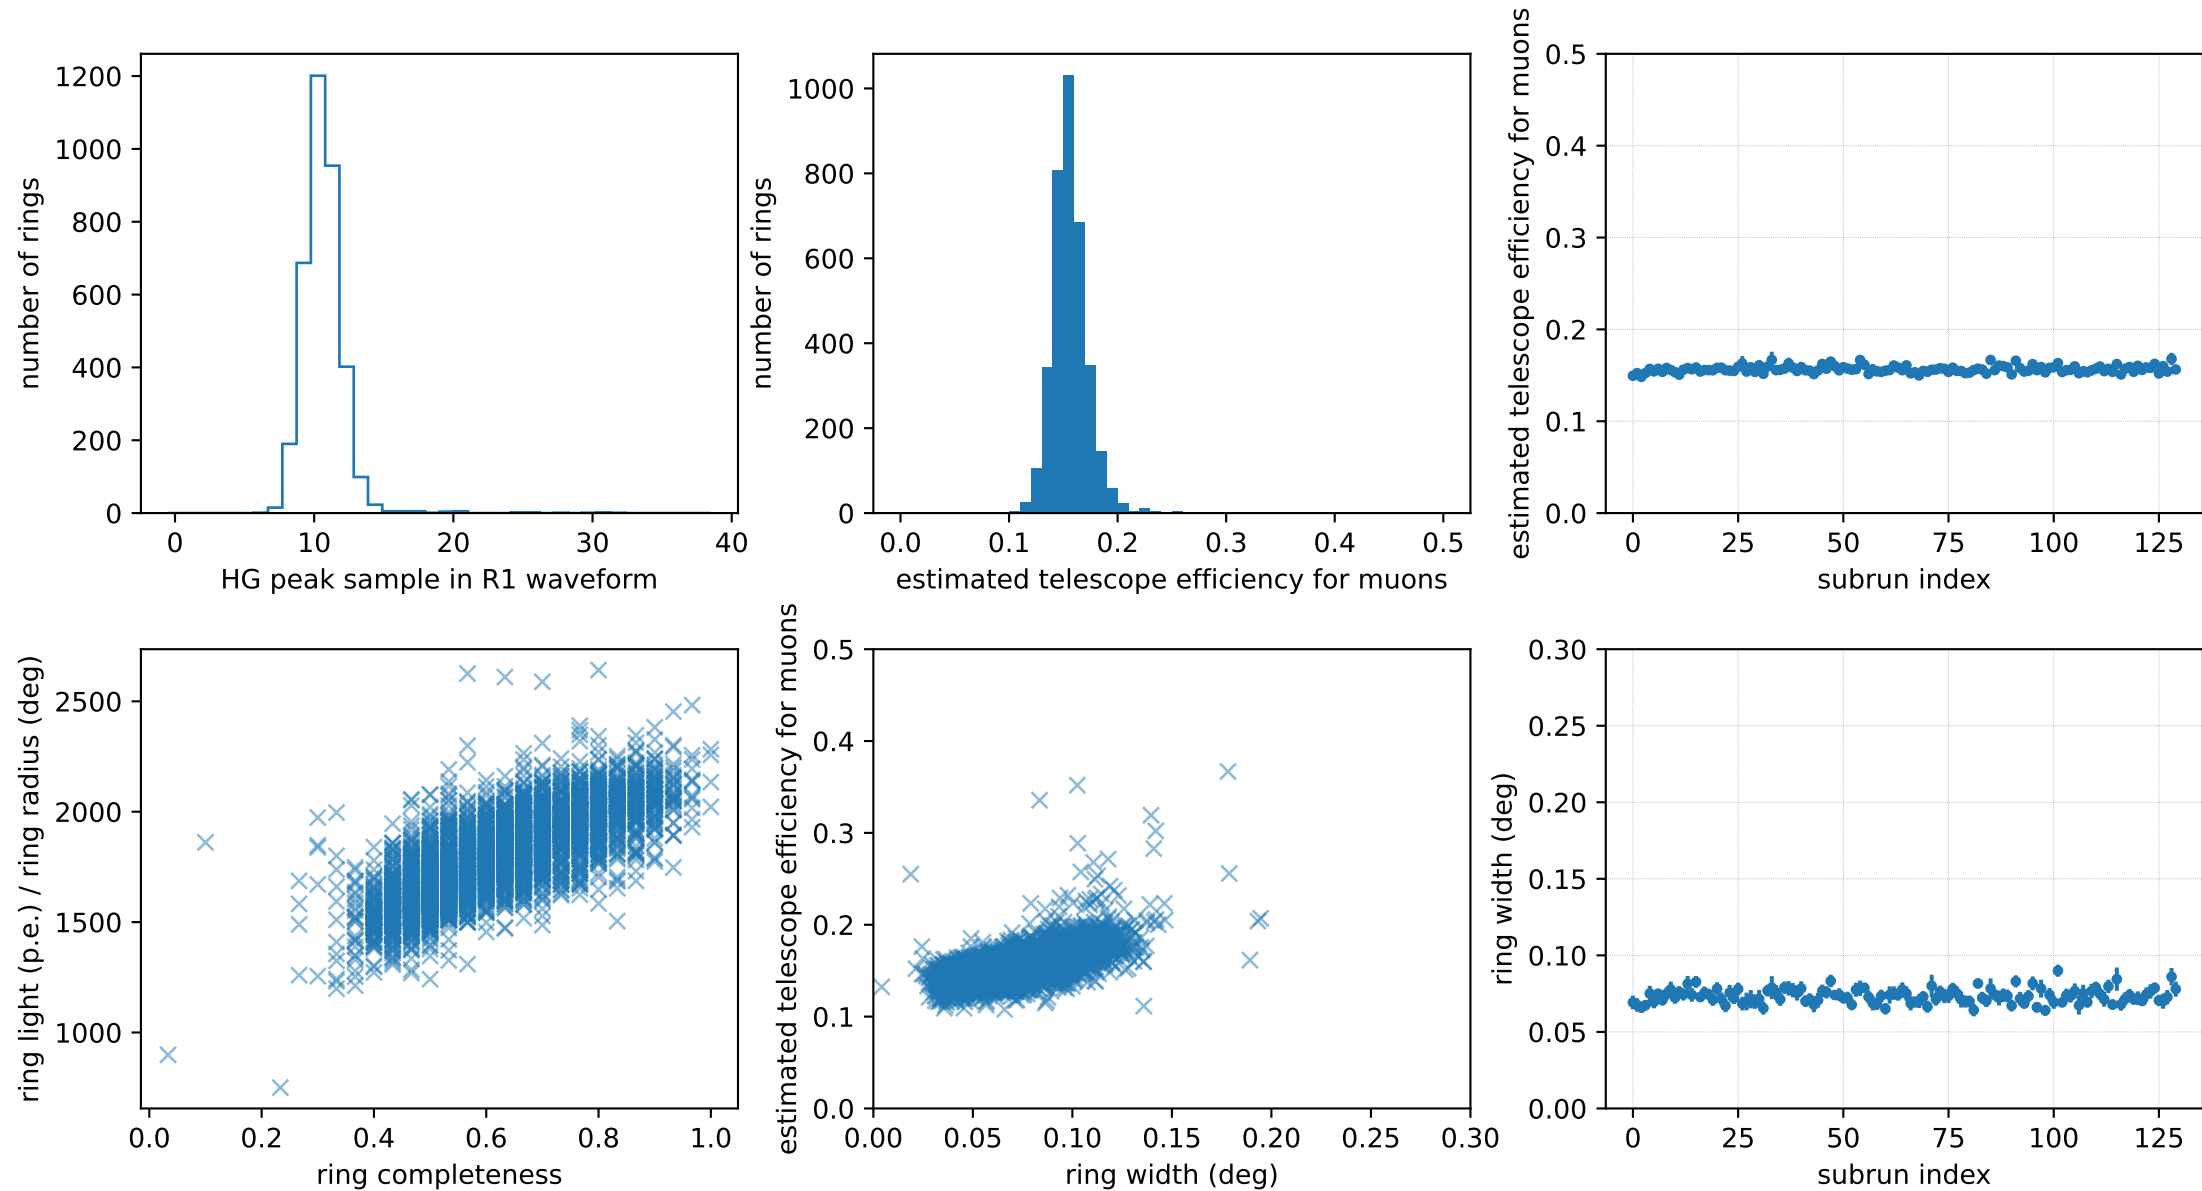 1200
1000
800
600
400
200
0
number of rings
0 10 20 30 40
HG peak sample in R1 waveform
1000
800
600
400
200
0
number of rings
0.0 0.1 0.2 0.3 0.4 0.5
estimated telescope efficiency for muons
0.5
0.4
0.3
0.2
0.1
0.0
estimated telescope efficiency for muons
0 25 50 75 100 125
subrun index
2500
2000
1500
1000
ring light (p.e.) / ring radius (deg)
0.0 0.2 0.4 0.6 0.8 1.0
ring completeness
0.5
0.4
0.3
0.2
0.1
0.0
estimated telescope efficiency for muons
0.00 0.05 0.10 0.15 0.20 0.25 0.30
ring width (deg)
0.30
0.25
0.20
0.15
0.10
0.05
0.00
ring width (deg)
0 25 50 75 100 125
subrun index